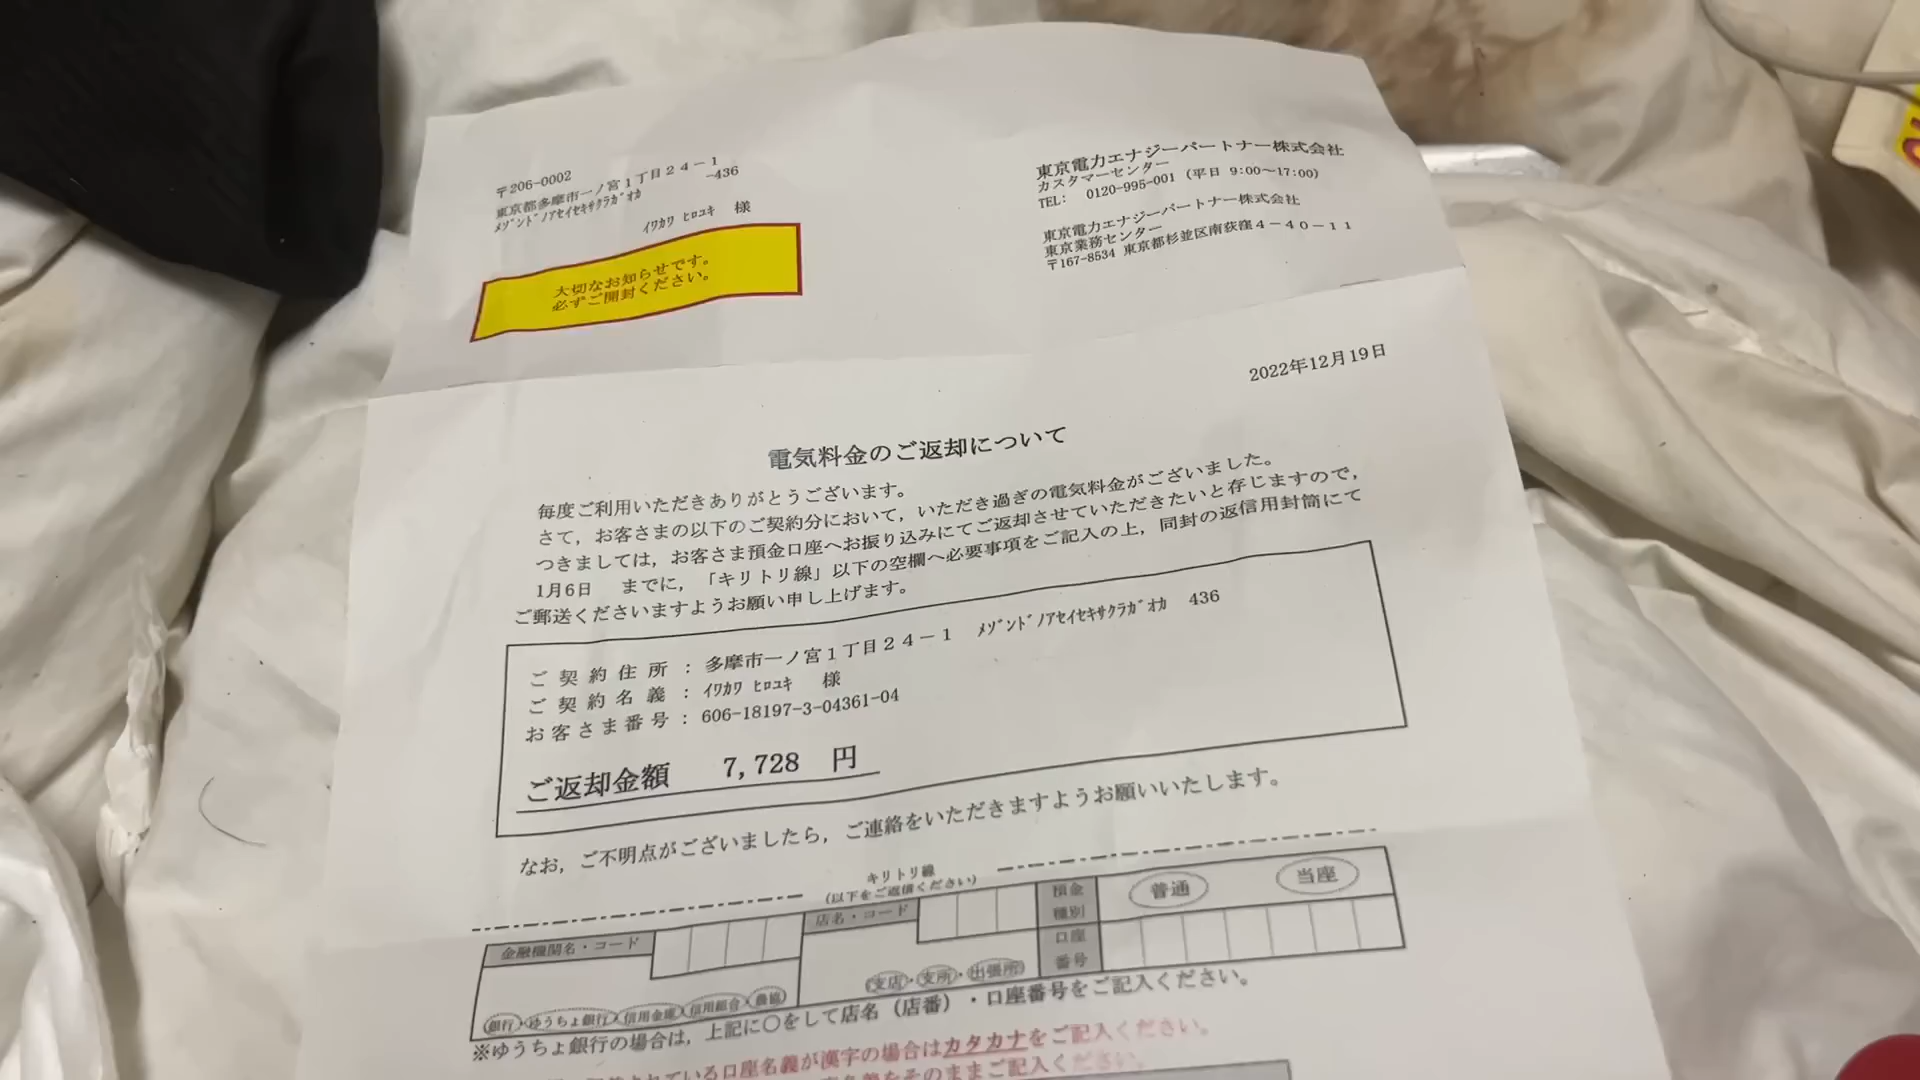 〒206-0002
東京都多摩市一ノ宮1丁目24-1
ﾒｿﾞﾝﾄﾞﾉｱｾｲｾｷｻｸﾗｶﾞｵｶ -436
ｲﾜｶﾜ ﾋﾛﾕｷ 様
大切なお知らせです。
必ずご開封ください。
東京電力エナジーパートナー株式会社
カスタマーセンター
TEL: 0120-995-001 (平日 9:00~17:00)
東京電力エナジーパートナー株式会社
東京業務センター
〒167-8534 東京都杉並区南荻窪4-40-11
2022年12月19日
電気料金のご返却について
毎度ご利用いただきありがとうございます。
さて，お客さまの以下のご契約分において，いただき過ぎの電気料金がございました。
つきましては，お客さま預金口座へお振り込みにてご返却させていただきたいと存じますので，
1月6日 までに，「キリトリ線」以下の空欄へ必要事項をご記入の上，同封の返信用封筒にて
ご郵送くださいますようお願い申し上げます。
ご契約住所 : 多摩市一ノ宮1丁目24-1 ﾒｿﾞﾝﾄﾞﾉｱｾｲｾｷｻｸﾗｶﾞｵｶ 436
ご契約名義 : ｲﾜｶﾜ ﾋﾛﾕｷ 様
お客さま番号 : 606-18197-3-04361-04
ご返却金額 7,728 円
なお，ご不明点がございましたら，ご連絡をいただきますようお願いいたします。
キリトリ線
(以下をご返信ください)
金融機関名・コード
店名・コード
預金種別
普通
当座
口座番号
銀行・ゆうちょ銀行・信用金庫・信用組合・農協
支店・支所・出張所
※ゆうちょ銀行の場合は，上記に○をして店名（店番）・口座番号をご記入ください。
ている口座名義が漢字の場合はカタカナをご記入ください。
をそのままご記入ください。